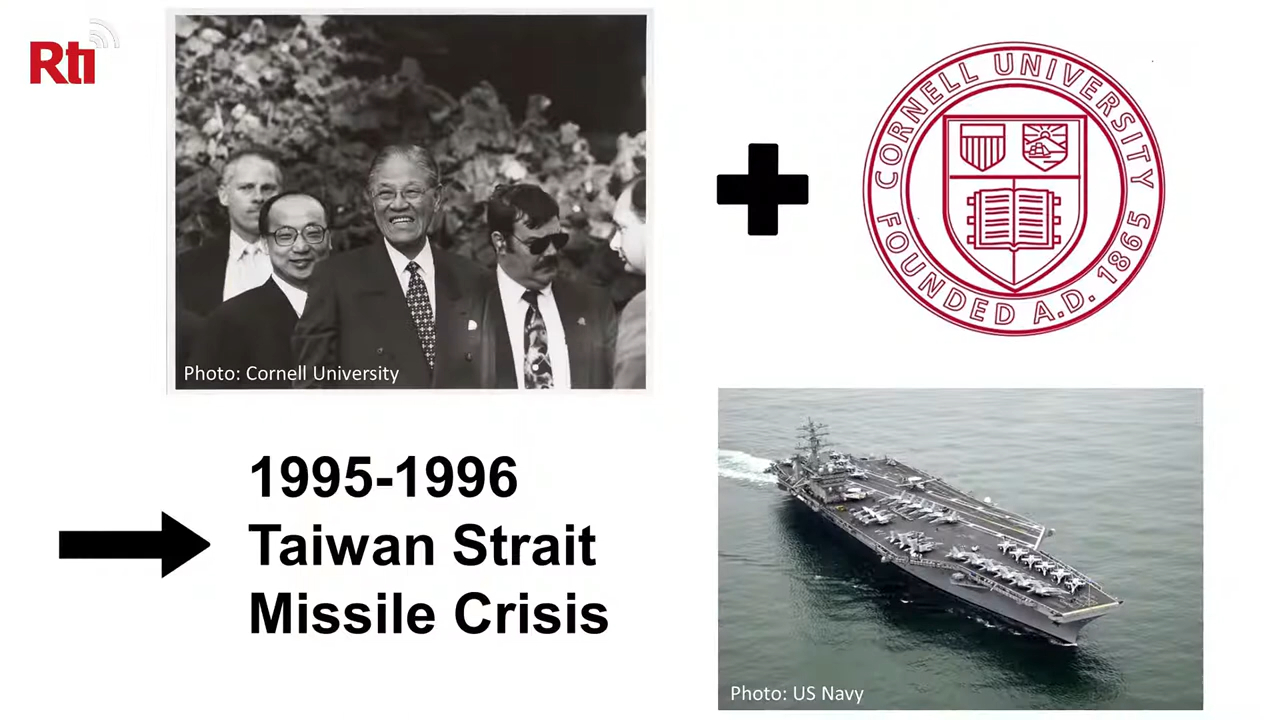 Rti
CORNELL UNIVERSITY
FOUNDED A.D. 1865
Photo: Cornell University
1995-1996
Taiwan Strait
Missile Crisis
Photo: US Navy